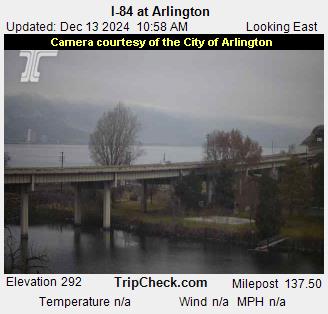 I-84 at Arlington
Updated: Dec 13 2024 10:58 AM Looking East
Camera courtesy of the City of Arlington
Elevation 292 TripCheck.com Milepost 137.50
Temperature n/a Wind n/a MPH n/a